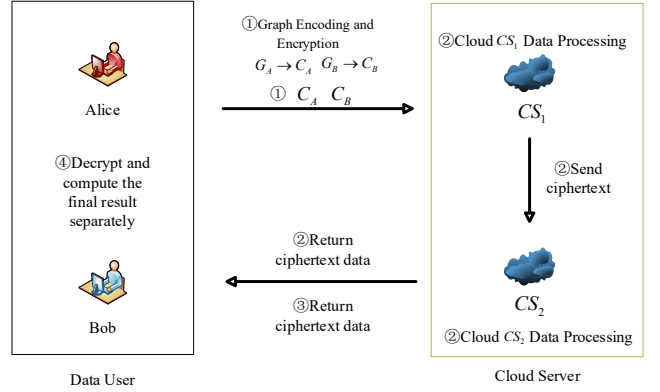 ①Graph Encoding and
Encryption
G_A → C_A  G_B → C_B
① C_A C_B
②Cloud CS_1 Data Processing
CS_1
Alice
④Decrypt and
compute the
final result
separately
②Send
ciphertext
②Return
ciphertext data
③Return
ciphertext data
Bob
CS_2
②Cloud CS_2 Data Processing
Data User
Cloud Server